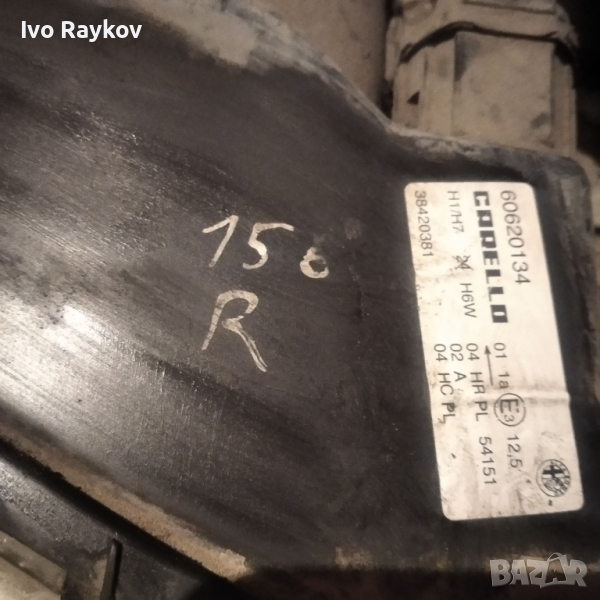 Ivo Raykov
156
R
60620134
CARELLO
H1/H7 H6W
38420381
01 1a E3 12,5
04 HR PL 54151
02 A
04 HC PL
BAZAR